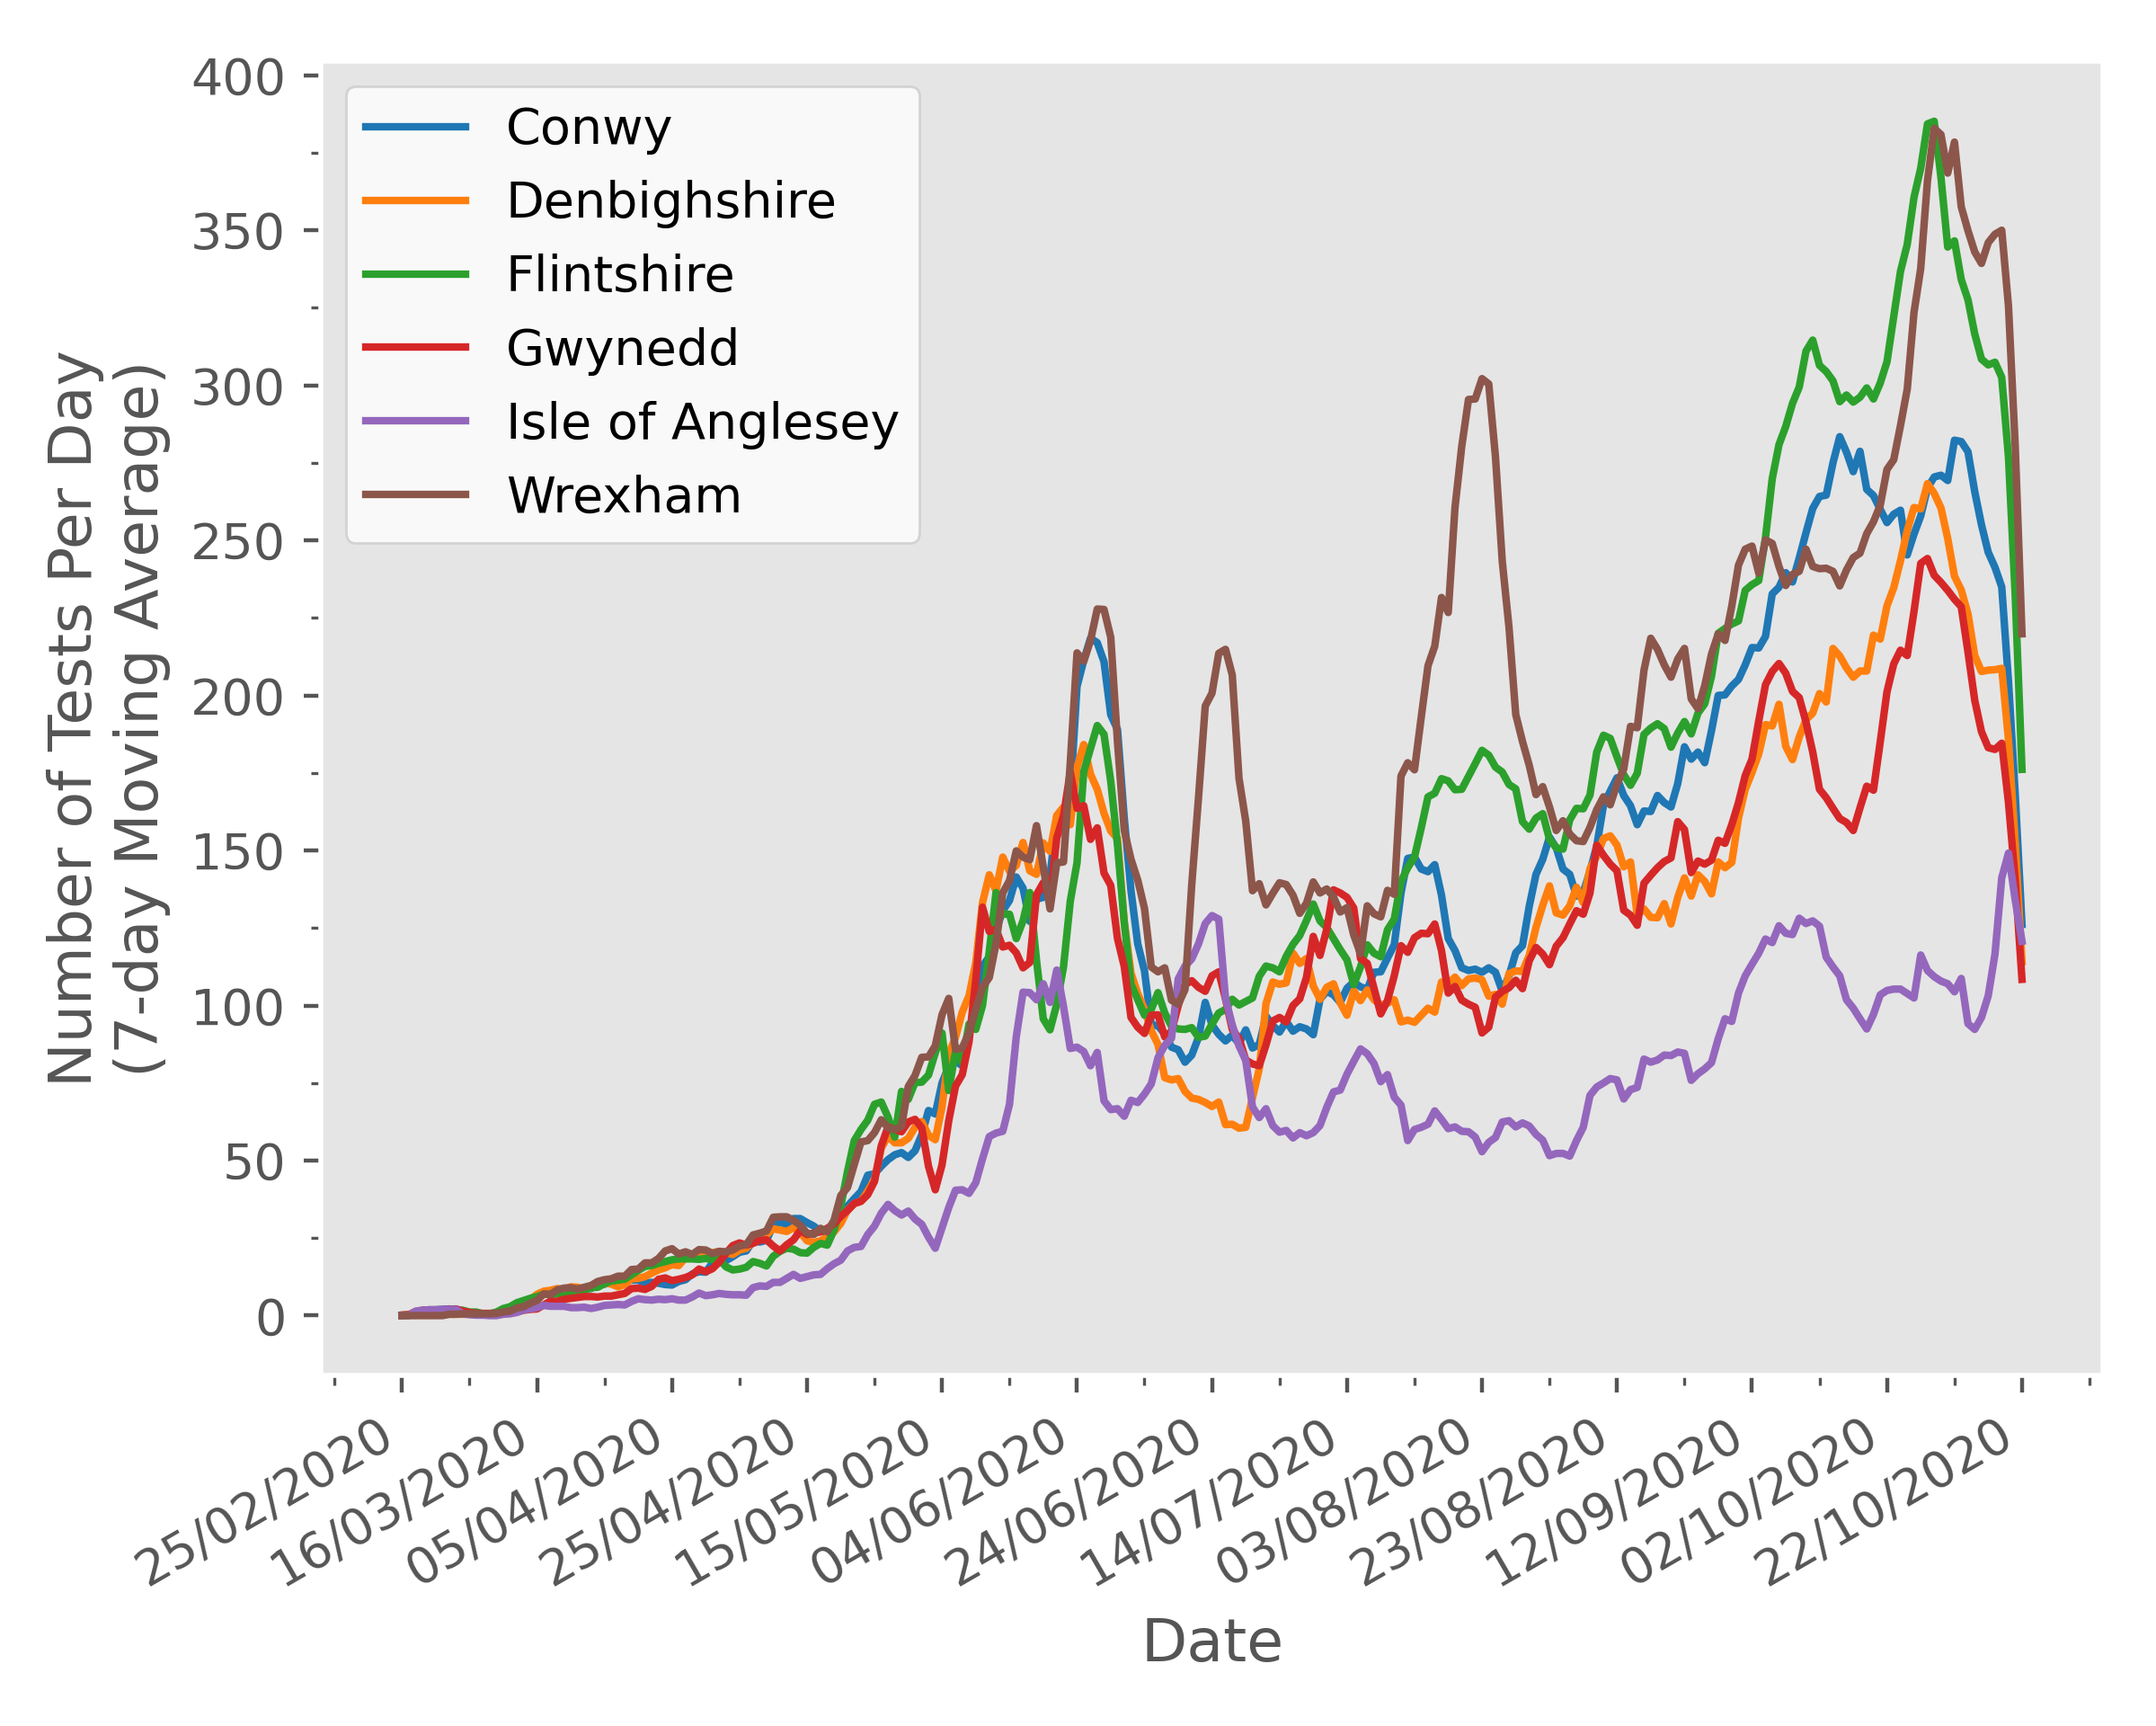 Number of Tests Per Day
(7-day Moving Average)
400
350
300
250
200
150
100
50
0
Conwy
Denbighshire
Flintshire
Gwynedd
Isle of Anglesey
Wrexham
25/02/2020
16/03/2020
05/04/2020
25/04/2020
15/05/2020
04/06/2020
24/06/2020
14/07/2020
03/08/2020
23/08/2020
12/09/2020
02/10/2020
22/10/2020
Date